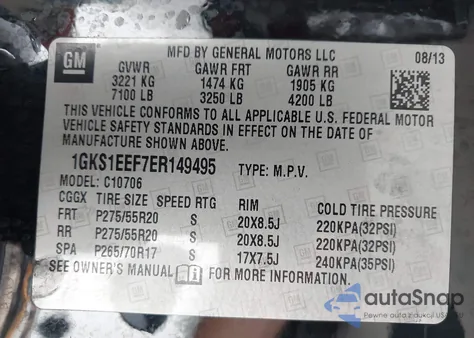 GM
MFD BY GENERAL MOTORS LLC 08/13
GVWR GAWR FRT GAWR RR
3221 KG 1474 KG 1905 KG
7100 LB 3250 LB 4200 LB
THIS VEHICLE CONFORMS TO ALL APPLICABLE U.S. FEDERAL MOTOR
VEHICLE SAFETY STANDARDS IN EFFECT ON THE DATE OF
MANUFACTURE SHOWN ABOVE.
1GKS1EEF7ER149495 TYPE: M.P.V.
MODEL: C10706
CGGX TIRE SIZE SPEED RTG RIM COLD TIRE PRESSURE
FRT P275/55R20 S 20X8.5J 220KPA(32PSI)
RR P275/55R20 S 20X8.5J 220KPA(32PSI)
SPA P265/70R17 S 17X7.5J 240KPA(35PSI)
SEE OWNER'S MANUAL FOR MORE INFORMATION.
autoSnap
Pewne auta z aukcji USA